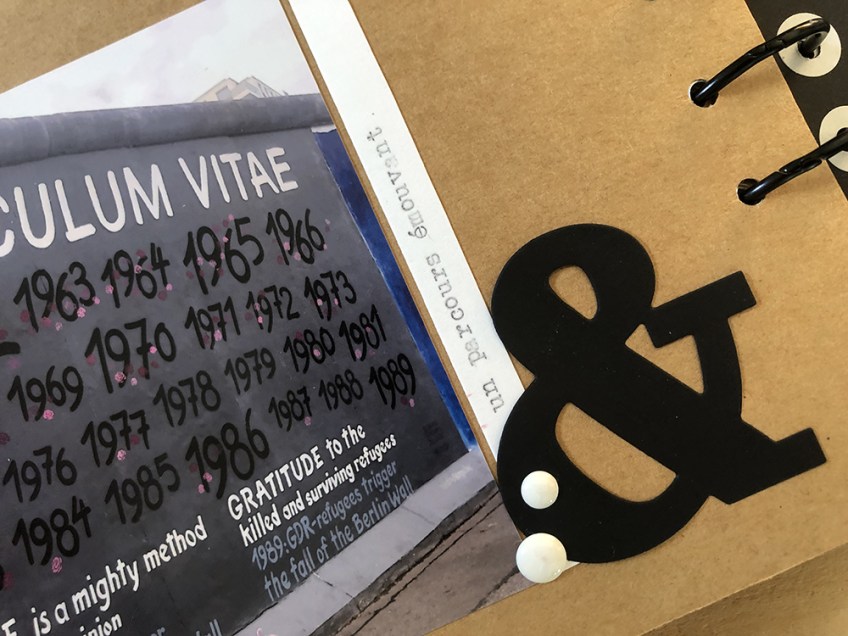 CULUM VITAE
1963 1964 1965 1966
1969 1970 1971 1972 1973
1976 1977 1978 1979 1980 1981
1984 1985 1986 1987 1988 1989
GRATITUDE to the
killed and surviving refugees
1989: GDR-refugees trigger
the fall of the Berlin Wall
is a mighty method
un parcours émouvant
&